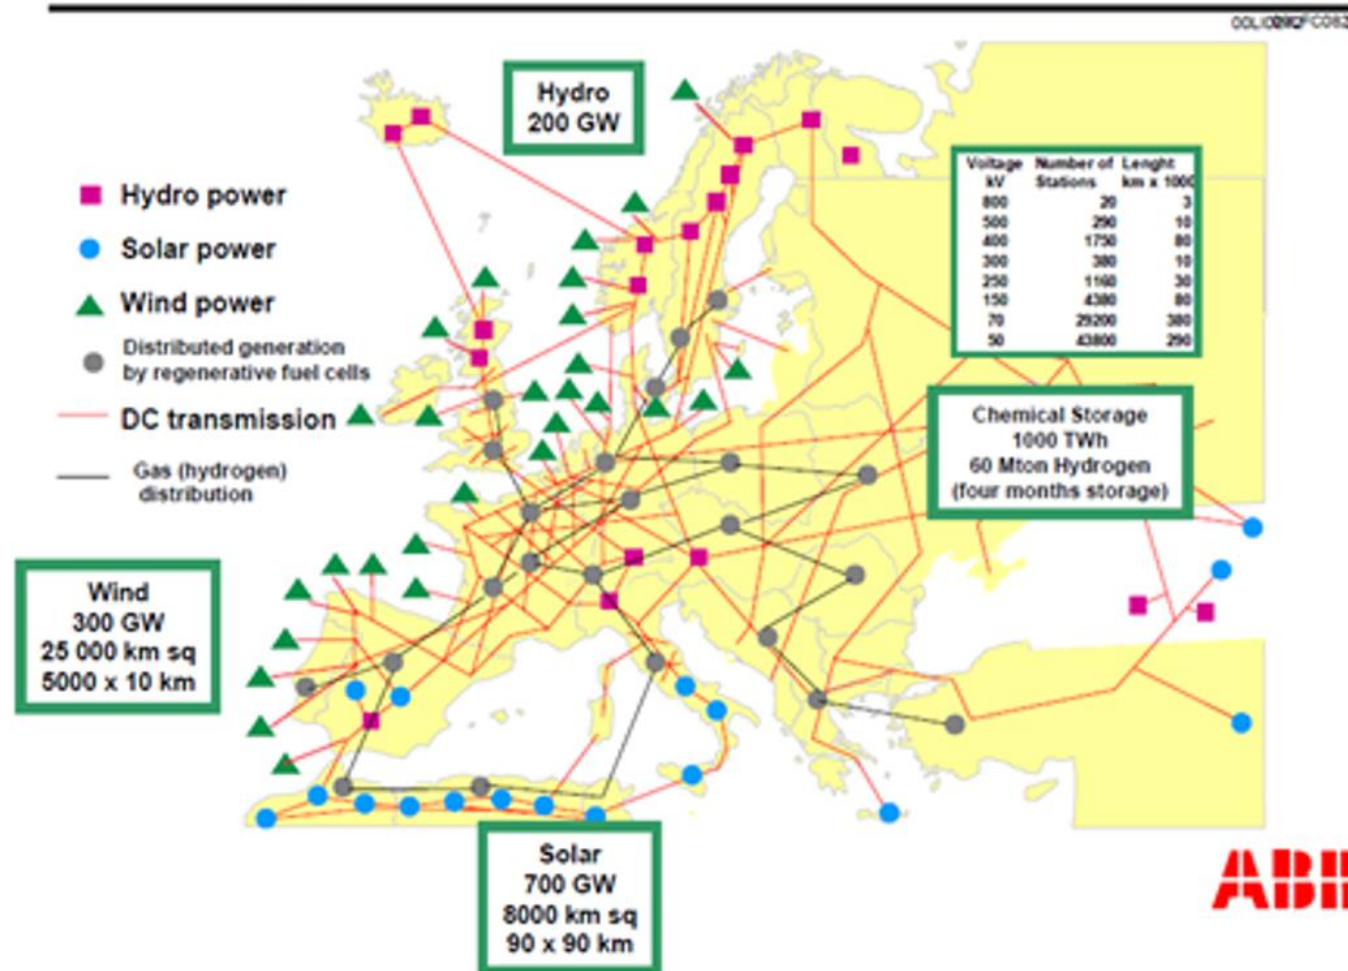 Hydro
200 GW
Voltage Number of Lenght
kV Stations km x 1000
800 20 3
500 290 10
400 1750 80
300 380 10
250 1160 30
150 4380 80
70 29200 380
50 43800 290
Hydro power
Solar power
Wind power
Distributed generation
by regenerative fuel cells
DC transmission
Gas (hydrogen)
distribution
Chemical Storage
1000 TWh
60 Mton Hydrogen
(four months storage)
Wind
300 GW
25 000 km sq
5000 x 10 km
Solar
700 GW
8000 km sq
90 x 90 km
ABB